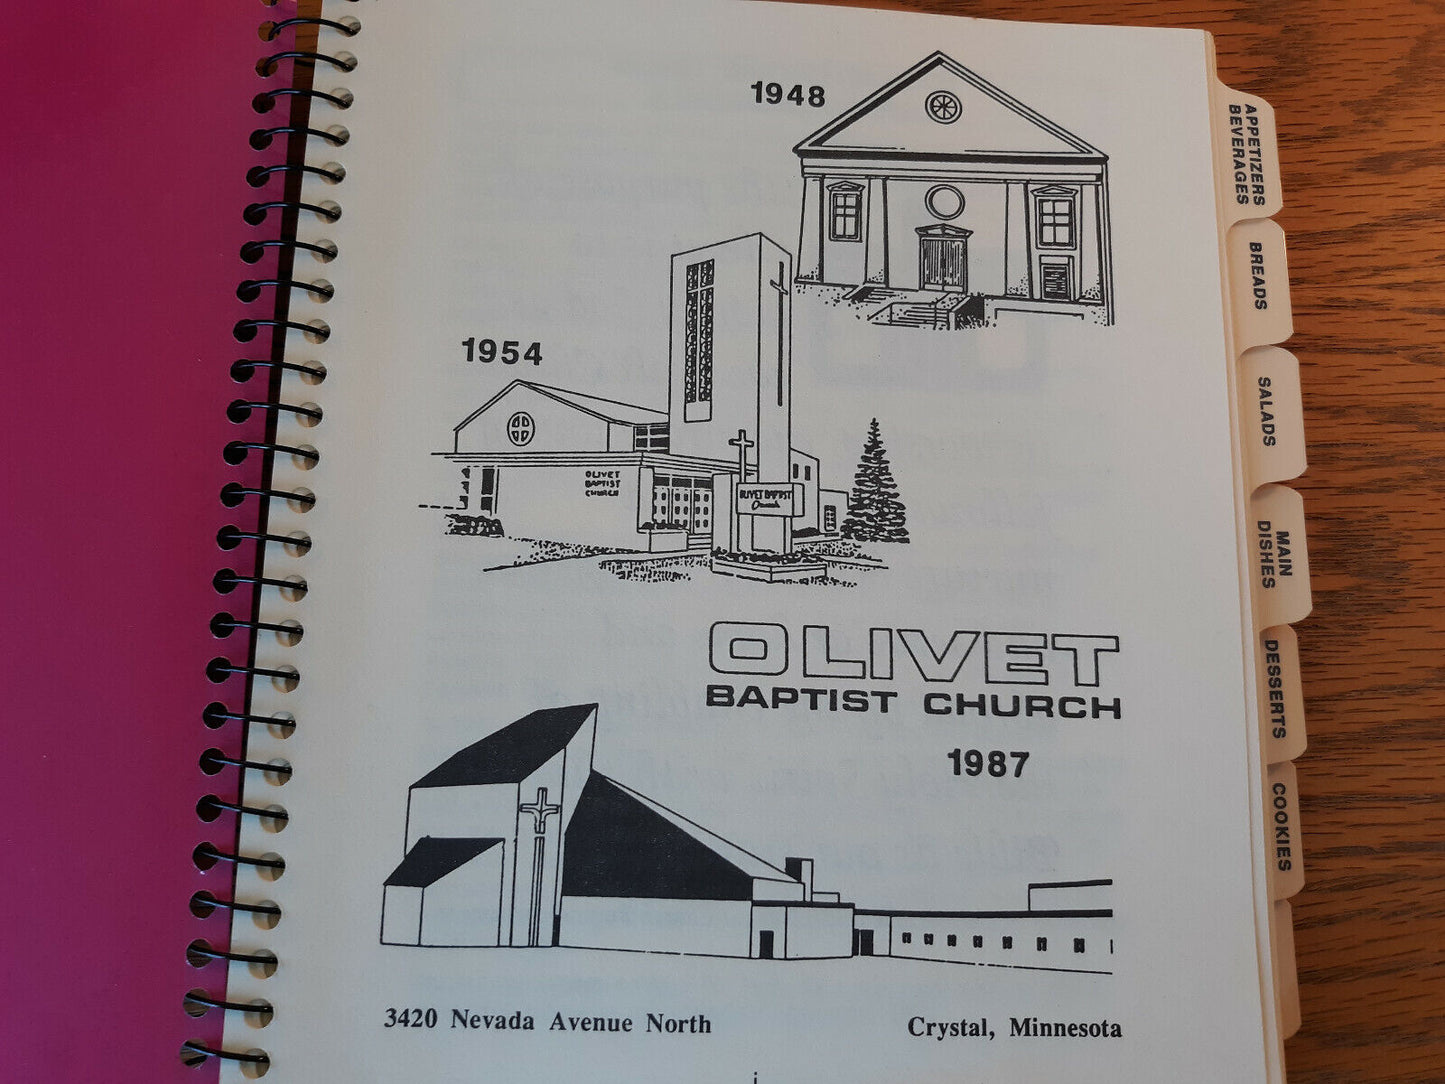 1948
1954
OLIVET
BAPTIST
CHURCH
OLIVET BAPTIST
Church
OLIVET
BAPTIST CHURCH
1987
3420 Nevada Avenue North
Crystal, Minnesota
i
APPETIZERS
BEVERAGES
BREADS
SALADS
MAIN
DISHES
DESSERTS
COOKIES